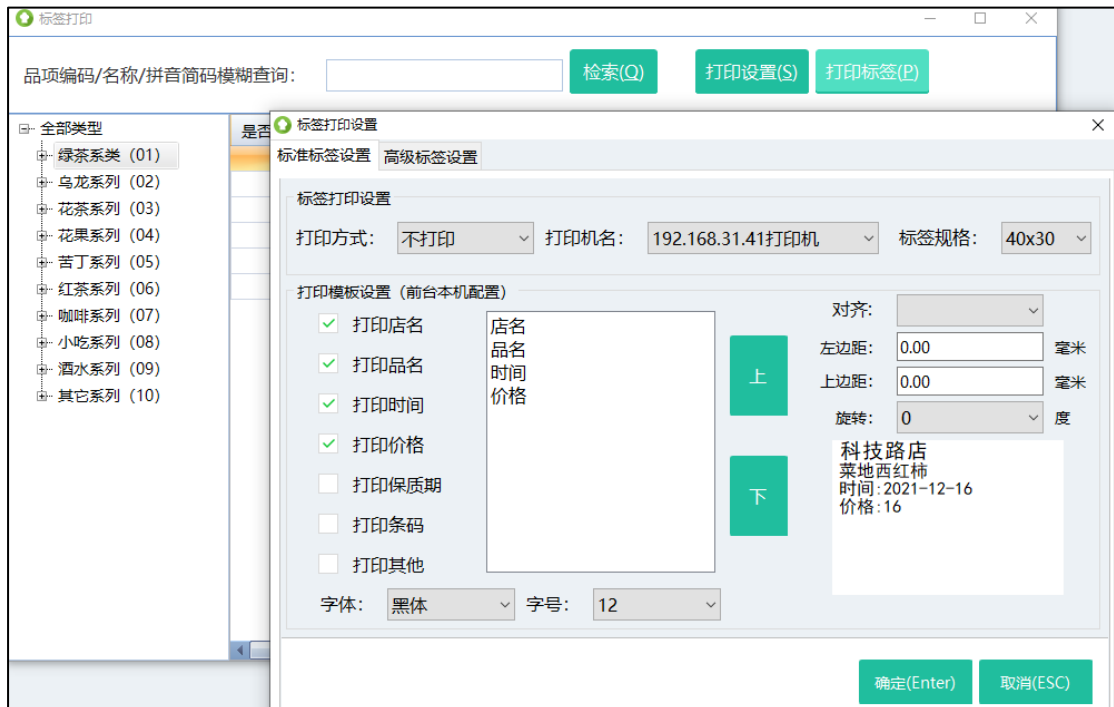 标签打印
品项编码/名称/拼音简码模糊查询:
检索(Q)
打印设置(S)
打印标签(P)
全部类型
绿茶系类 (01)
乌龙系列 (02)
花茶系列 (03)
花果系列 (04)
苦丁系列 (05)
红茶系列 (06)
咖啡系列 (07)
小吃系列 (08)
酒水系列 (09)
其它系列 (10)
是否
标签打印设置
标准标签设置 高级标签设置
标签打印设置
打印方式: 不打印 打印机名: 192.168.31.41打印机 标签规格: 40x30
打印模板设置（前台本机配置）
打印店名
打印品名
打印时间
打印价格
打印保质期
打印条码
打印其他
店名
品名
时间
价格
上
下
对齐:
左边距: 0.00 毫米
上边距: 0.00 毫米
旋转: 0 度
科技路店
菜地西红柿
时间:2021-12-16
价格:16
字体: 黑体 字号: 12
确定(Enter) 取消(ESC)